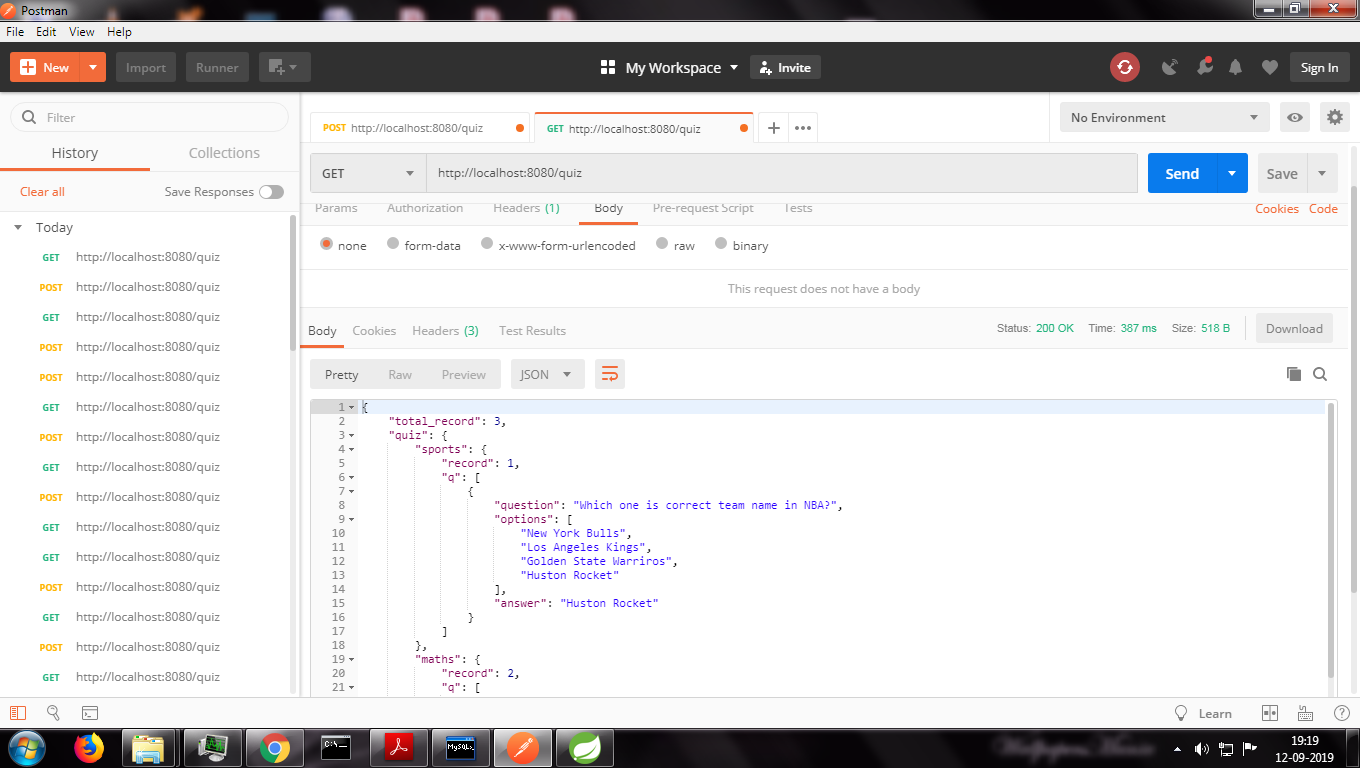 Postman
File Edit View Help
New Import Runner My Workspace Invite Sign In
Filter
History Collections
Clear all Save Responses
Today
GET http://localhost:8080/quiz
POST http://localhost:8080/quiz
GET http://localhost:8080/quiz
POST http://localhost:8080/quiz
POST http://localhost:8080/quiz
GET http://localhost:8080/quiz
POST http://localhost:8080/quiz
GET http://localhost:8080/quiz
POST http://localhost:8080/quiz
GET http://localhost:8080/quiz
GET http://localhost:8080/quiz
POST http://localhost:8080/quiz
GET http://localhost:8080/quiz
POST http://localhost:8080/quiz
GET http://localhost:8080/quiz
POST http://localhost:8080/quiz GET http://localhost:8080/quiz No Environment
GET http://localhost:8080/quiz Send Save
Params Authorization Headers (1) Body Pre-request Script Tests Cookies Code
none form-data x-www-form-urlencoded raw binary
This request does not have a body
Body Cookies Headers (3) Test Results Status: 200 OK Time: 387 ms Size: 518 B Download
Pretty Raw Preview JSON
1 {
2 "total_record": 3,
3 "quiz": {
4 "sports": {
5 "record": 1,
6 "q": [
7 {
8 "question": "Which one is correct team name in NBA?",
9 "options": [
10 "New York Bulls",
11 "Los Angeles Kings",
12 "Golden State Warriros",
13 "Huston Rocket"
14 ],
15 "answer": "Huston Rocket"
16 }
17 ]
18 },
19 "maths": {
20 "record": 2,
21 "q": [
Learn
C:\_
MySQL
19:19
12-09-2019